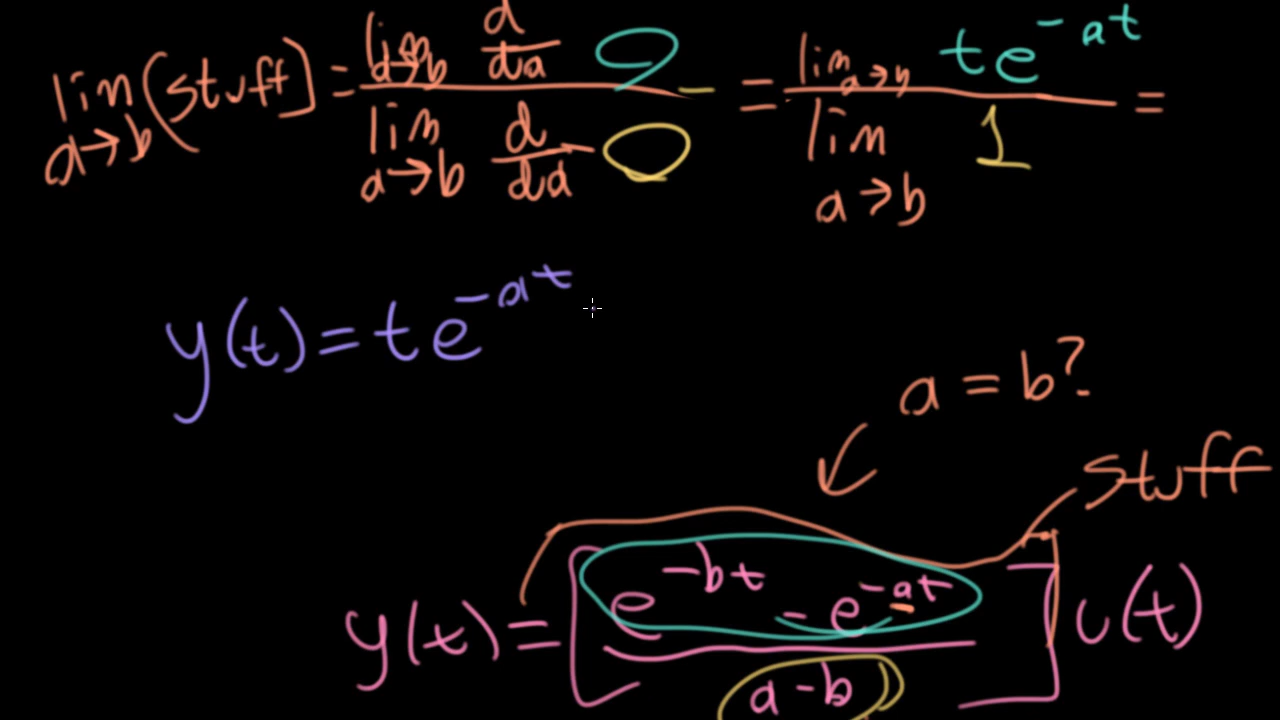 lim a→b (stuff) = lim a→b d/da / lim a→b d/da = lim a→b te^-at / lim a→b 1 =
y(t) = te^-at
a = b?
stuff
y(t) = [e^-bt - e^-at / a-b] u(t)